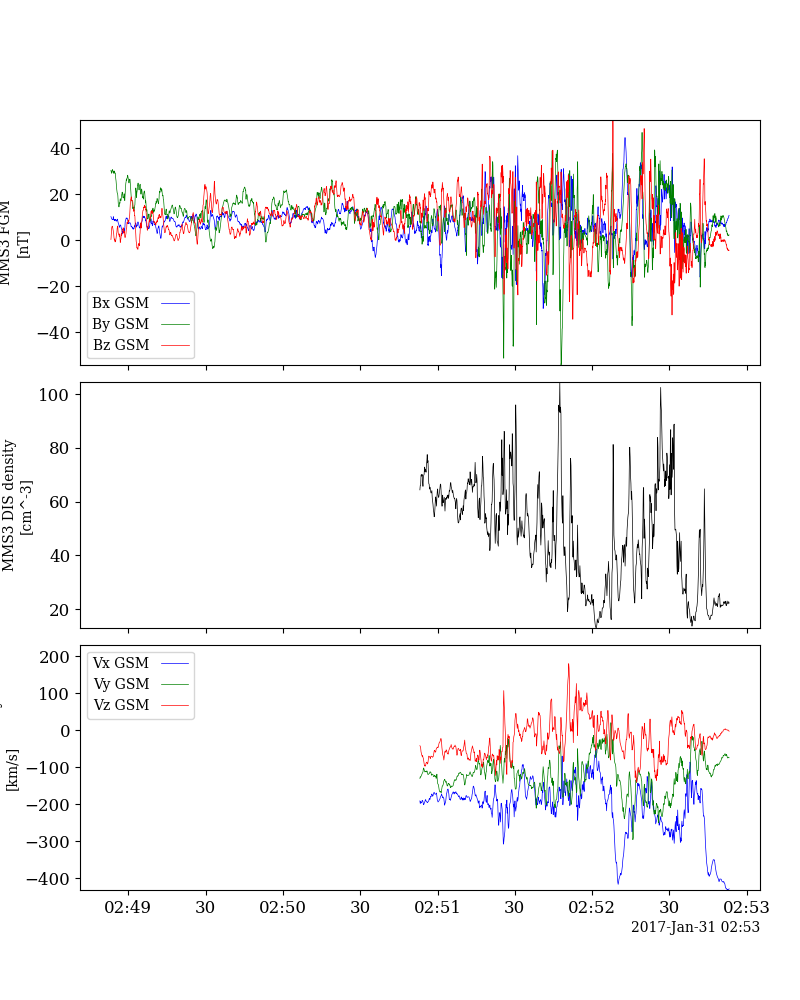 40
20
0
−20
−40
MMS3 FGM
[nT]
Bx GSM
By GSM
Bz GSM
100
80
60
40
20
MMS3 DIS density
[cm^-3]
200
100
0
−100
−200
−300
−400
[km/s]
Vx GSM
Vy GSM
Vz GSM
02:49 30 02:50 30 02:51 30 02:52 30 02:53
2017-Jan-31 02:53